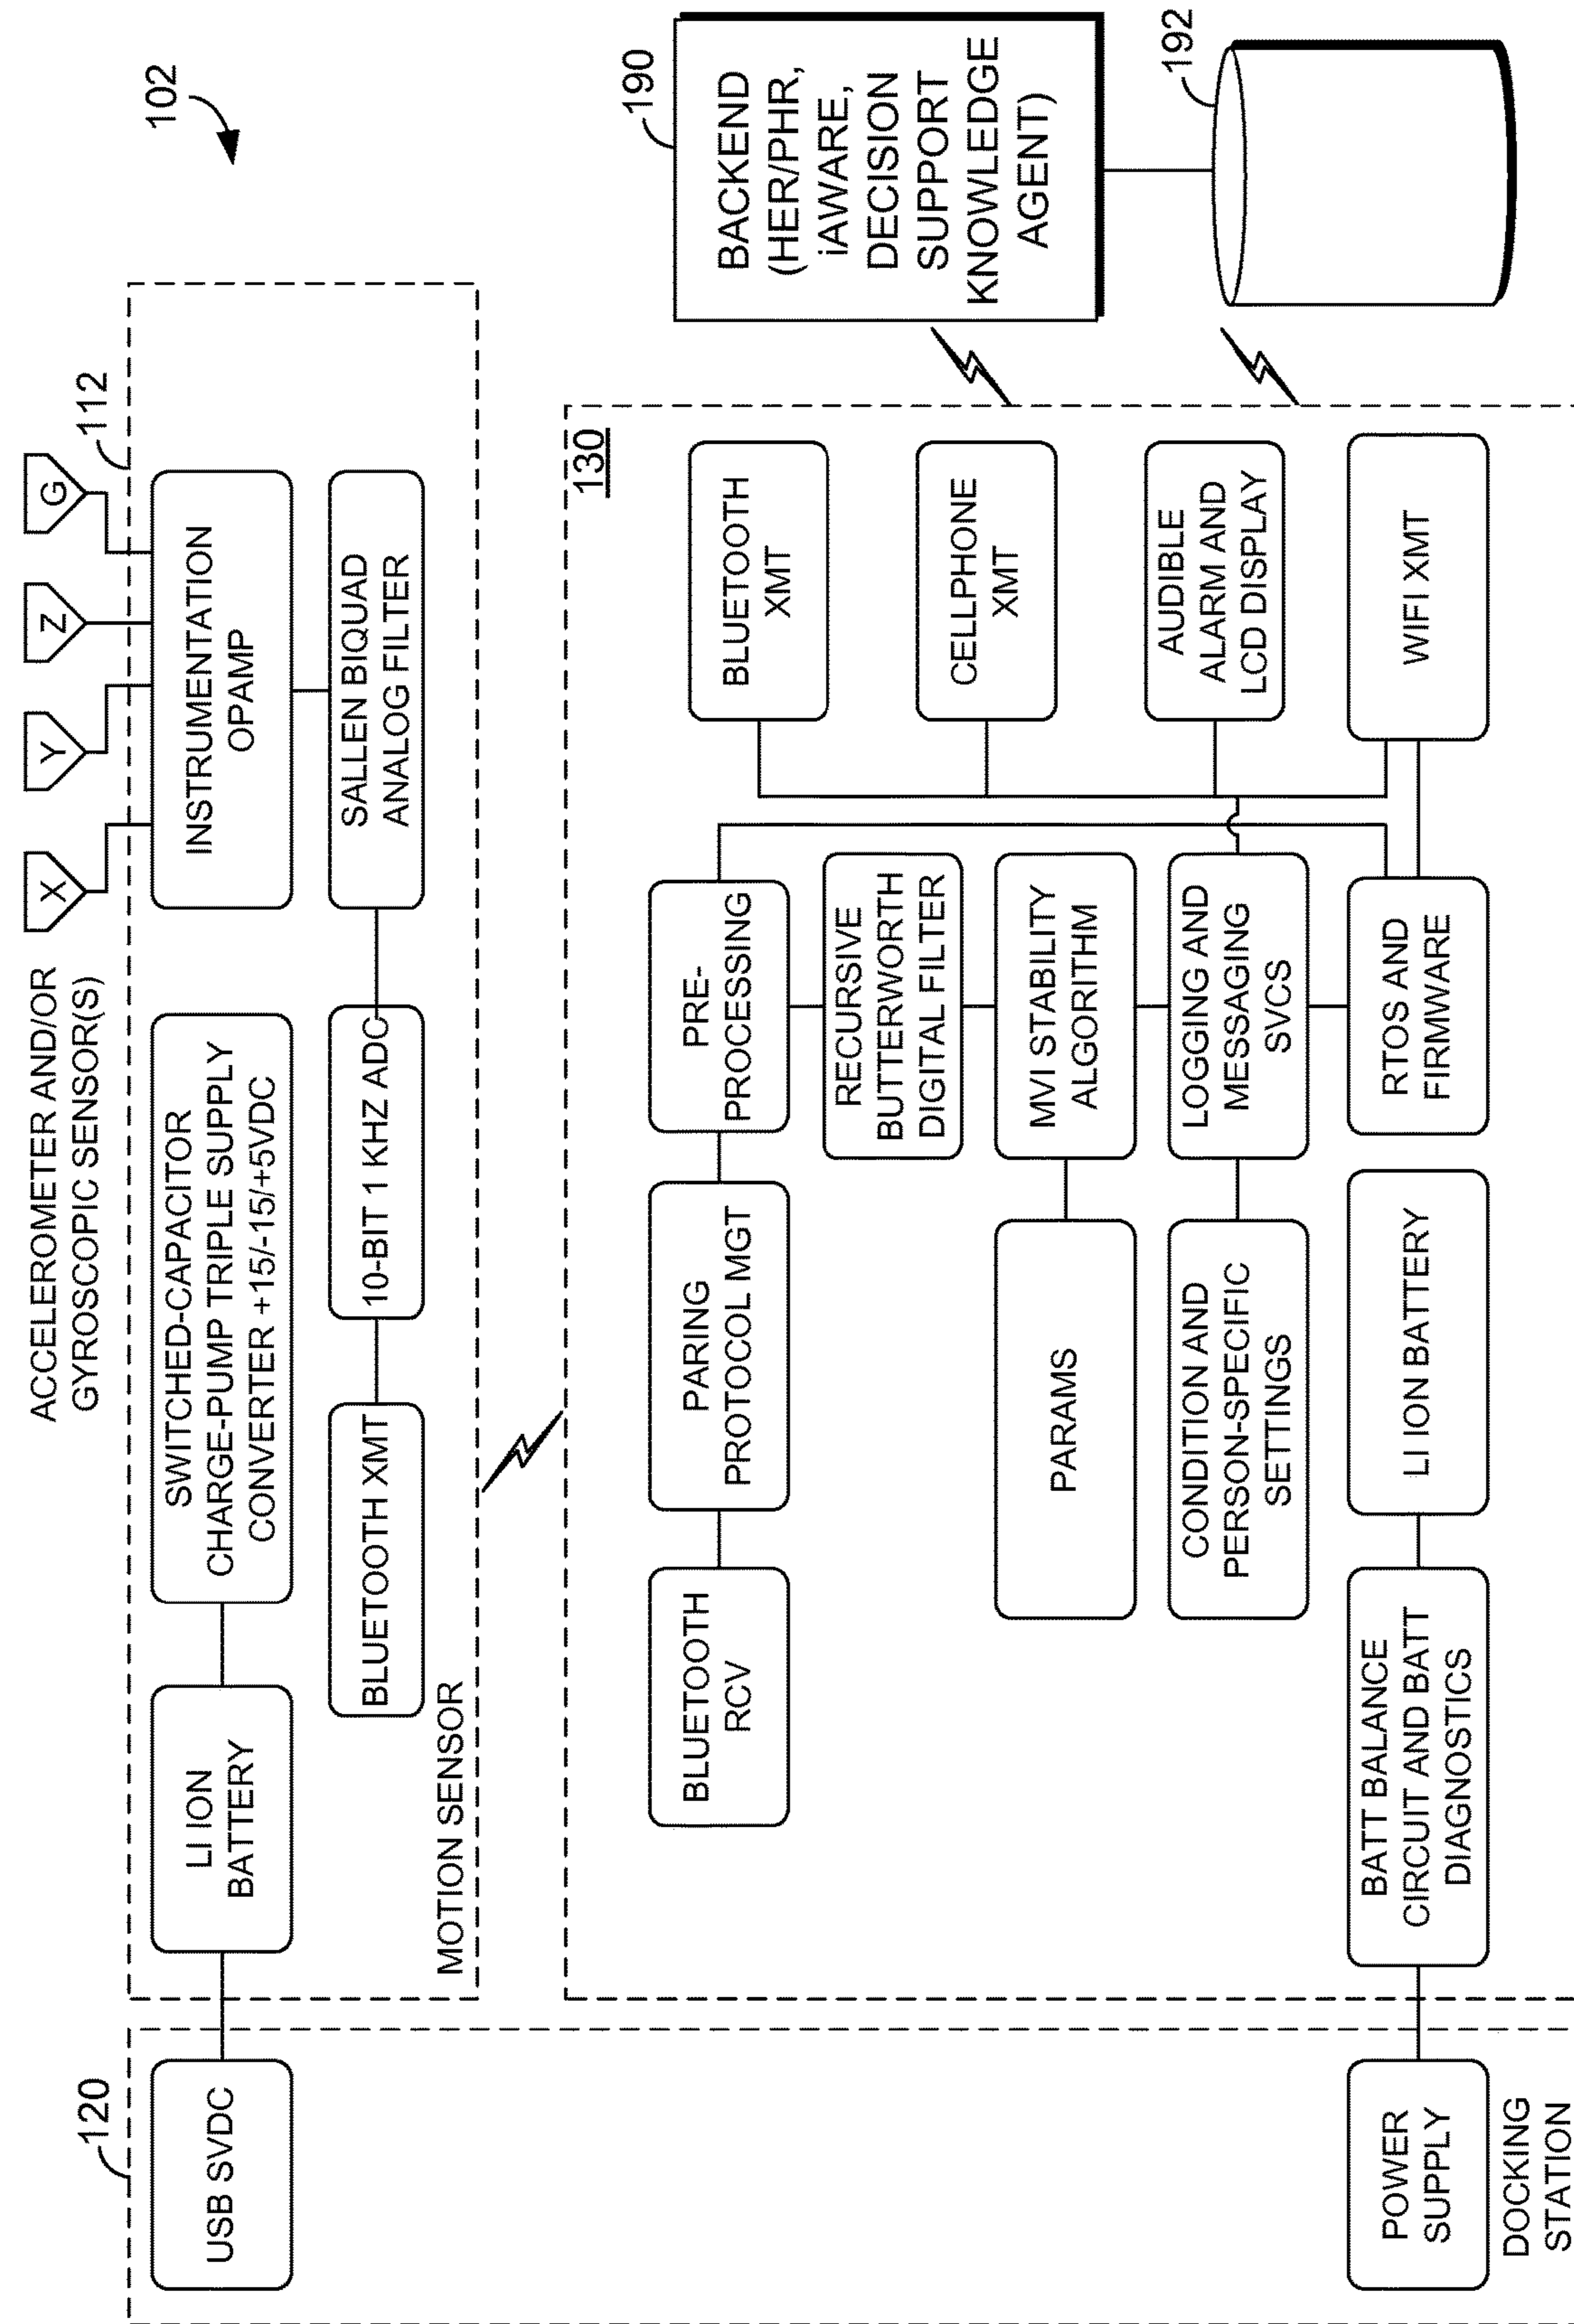 102
ACCELEROMETER AND/OR
GYROSCOPIC SENSOR(S)
X
Y
Z
G
112
120
USB SVDC
LI ION
BATTERY
SWITCHED-CAPACITOR
CHARGE-PUMP TRIPLE SUPPLY
CONVERTER +15/-15/+5VDC
INSTRUMENTATION
OPAMP
BLUETOOTH XMT
10-BIT 1 KHZ ADC
SALLEN BIQUAD
ANALOG FILTER
MOTION SENSOR
130
BLUETOOTH
RCV
PARING
PROTOCOL MGT
PRE-
PROCESSING
BLUETOOTH
XMT
RECURSIVE
BUTTERWORTH
DIGITAL FILTER
CELLPHONE
XMT
PARAMS
MVI STABILITY
ALGORITHM
CONDITION AND
PERSON-SPECIFIC
SETTINGS
LOGGING AND
MESSAGING
SVCS
AUDIBLE
ALARM AND
LCD DISPLAY
POWER
SUPPLY
BATT BALANCE
CIRCUIT AND BATT
DIAGNOSTICS
LI ION BATTERY
RTOS AND
FIRMWARE
WIFI XMT
DOCKING
STATION
190
BACKEND
(HER/PHR,
iAWARE,
DECISION
SUPPORT
KNOWLEDGE
AGENT)
192